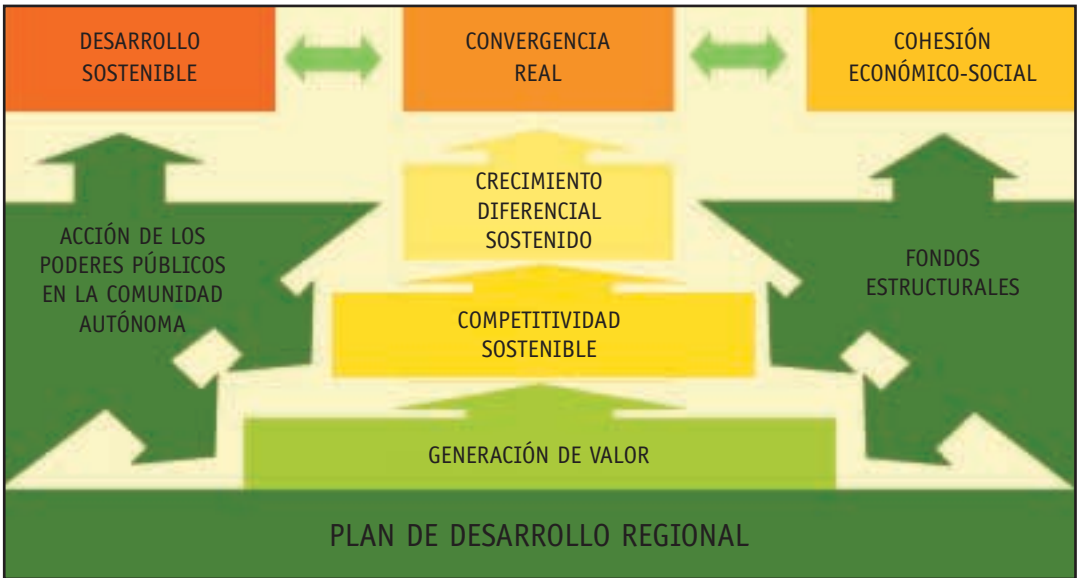 DESARROLLO
SOSTENIBLE
CONVERGENCIA
REAL
COHESIÓN
ECONÓMICO-SOCIAL
CRECIMIENTO
DIFERENCIAL
SOSTENIDO
ACCIÓN DE LOS
PODERES PÚBLICOS
EN LA COMUNIDAD
AUTÓNOMA
FONDOS
ESTRUCTURALES
COMPETITIVIDAD
SOSTENIBLE
GENERACIÓN DE VALOR
PLAN DE DESARROLLO REGIONAL